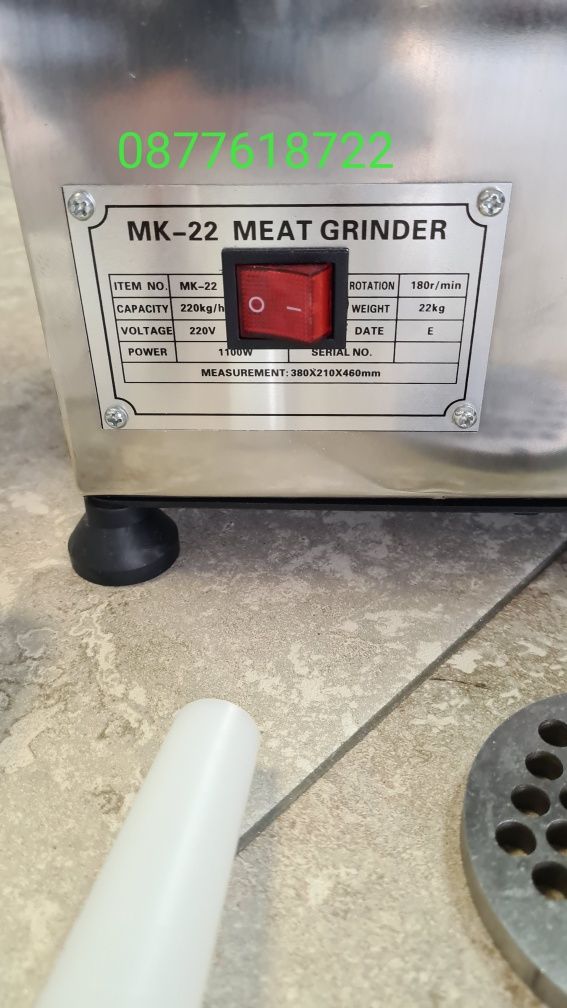 0877618722
MK-22 MEAT GRINDER
ITEM NO. MK-22 ROTATION 180r/min
CAPACITY 220kg/h WEIGHT 22kg
VOLTAGE 220V DATE E
POWER 1100W SERIAL NO.
MEASUREMENT: 380X210X460mm